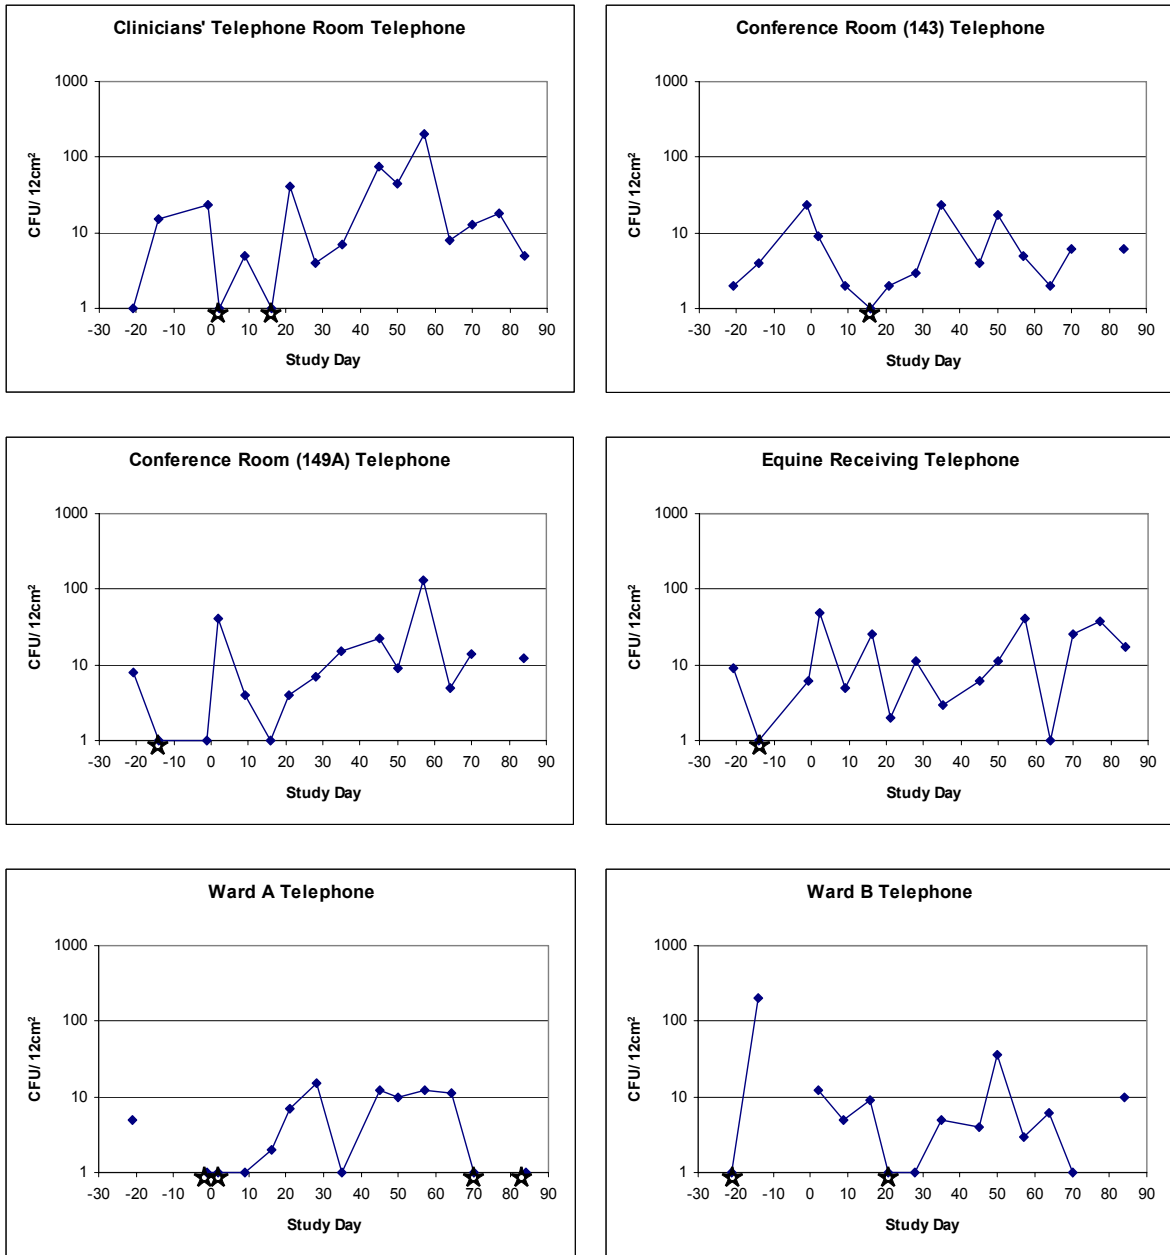 Clinicians' Telephone Room Telephone
1000
100
10
1
CFU/ 12cm²
-30 -20 -10 0 10 20 30 40 50 60 70 80 90
Study Day
Conference Room (143) Telephone
1000
100
10
1
CFU/ 12cm²
-30 -20 -10 0 10 20 30 40 50 60 70 80 90
Study Day
Conference Room (149A) Telephone
1000
100
10
1
CFU/ 12cm²
-30 -20 -10 0 10 20 30 40 50 60 70 80 90
Study Day
Equine Receiving Telephone
1000
100
10
1
CFU/ 12cm²
-30 -20 -10 0 10 20 30 40 50 60 70 80 90
Study Day
Ward A Telephone
1000
100
10
1
CFU/ 12cm²
-30 -20 -10 0 10 20 30 40 50 60 70 80 90
Study Day
Ward B Telephone
1000
100
10
1
CFU/ 12cm²
-30 -20 -10 0 10 20 30 40 50 60 70 80 90
Study Day